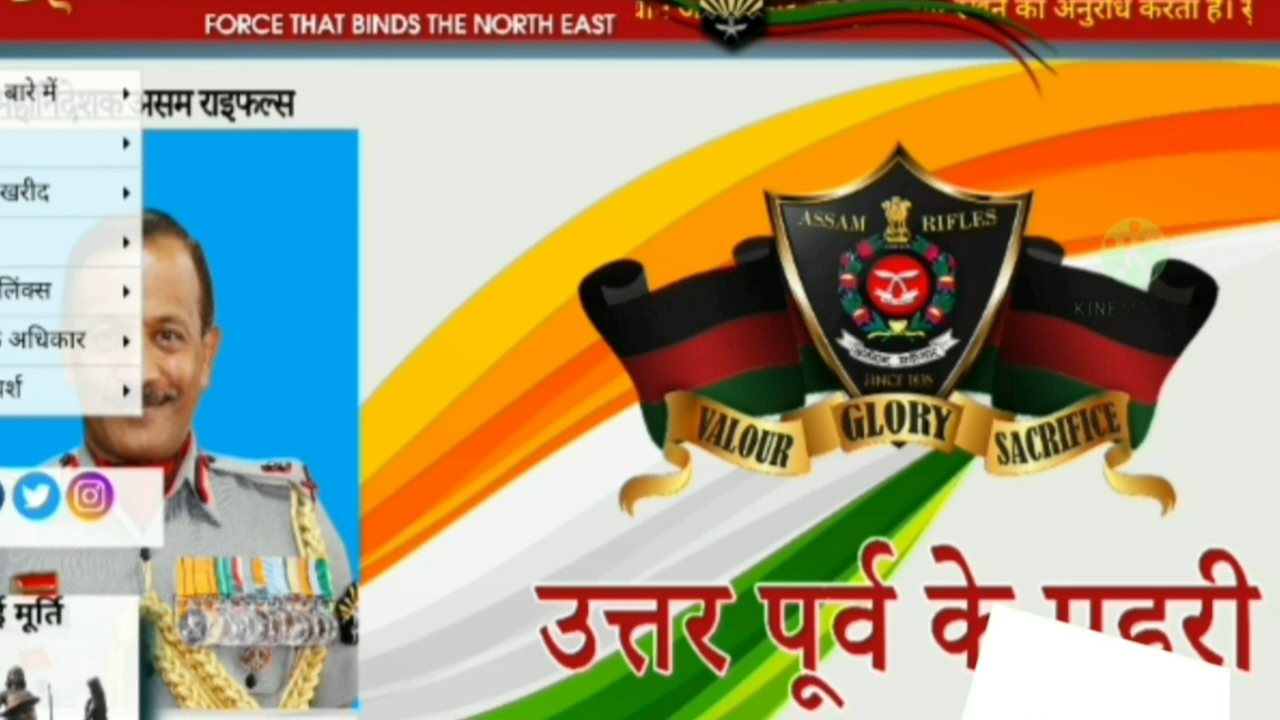 FORCE THAT BINDS THE NORTH EAST
का अनुरोध करता है।
बारे में
असम राइफल्स
खरीद
लिंक्स
अधिकार
मूर्ति
ASSAM RIFLES
SINCE 1835
VALOUR GLORY SACRIFICE
उत्तर पूर्व के